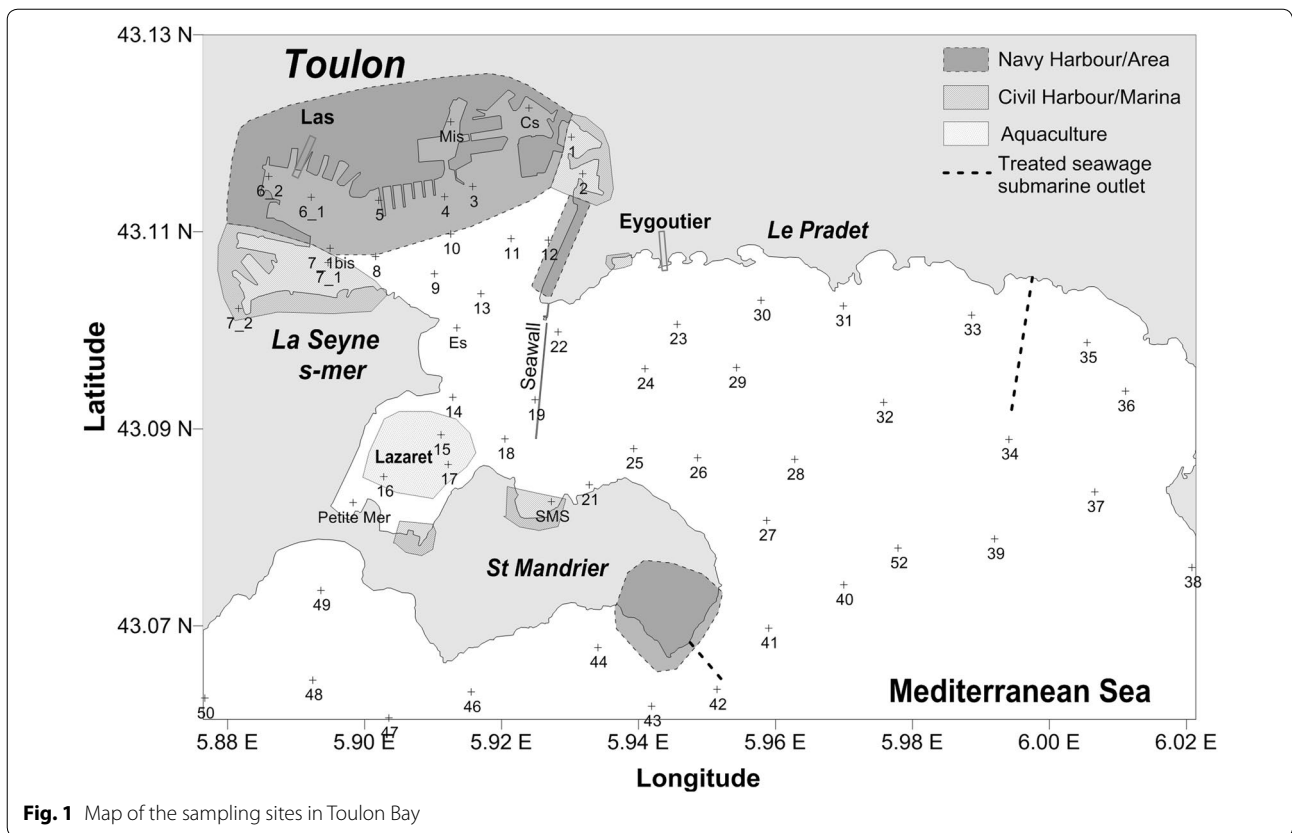 43.13 N
Toulon
Navy Harbour/Area
Civil Harbour/Marina
Aquaculture
Treated seawage
submarine outlet
Las
Mis
Cs
1
2
6_2
6_1
5
4
3
Eygoutier
Le Pradet
43.11 N
10
11
12
7_1bis
7_1
8
9
13
7_2
La Seyne
s-mer
Es
Seawall
22
23
30
31
33
35
24
29
36
14
19
32
43.09 N
Latitude
15
Lazaret
17
16
18
25
26
28
34
21
37
Petite Mer
SMS
27
St Mandrier
52
39
38
49
40
43.07 N
44
41
Mediterranean Sea
50
48
47
46
43
42
5.88 E
5.90 E
5.92 E
5.94 E
5.96 E
5.98 E
6.00 E
6.02 E
Longitude
Fig. 1 Map of the sampling sites in Toulon Bay